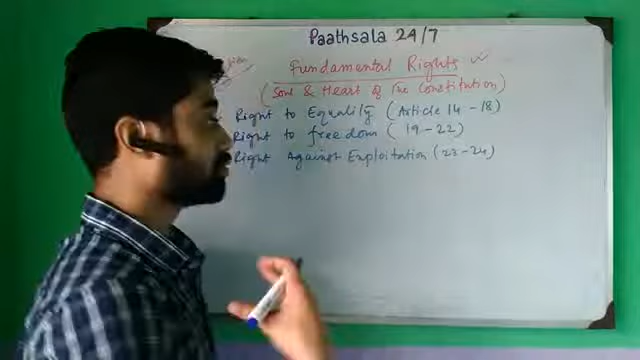 Paathsala 24/7
Fundamental Rights
(Soul & Heart of The Constitution)
Right to Equality (Article 14-18)
Right to freedom (19-22)
Right Against Exploitation (23-24)